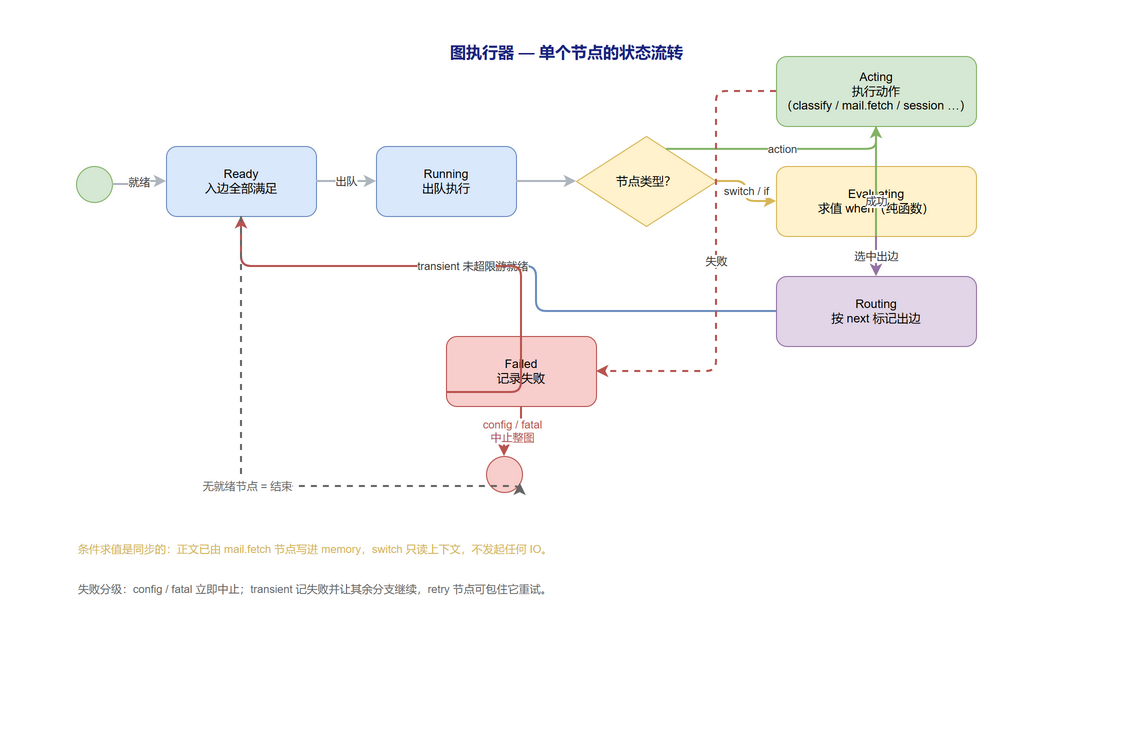 图执行器 — 单个节点的状态流转
Acting
执行动作
（classify / mail.fetch / session …）
action
就绪
Ready
入边全部满足
出队
Running
出队执行
节点类型?
switch / if
Evaluating
求值 when（纯函数）
成功
选中出边
失败
transient 未超限
游就绪
Routing
按 next 标记出边
Failed
记录失败
config / fatal
中止整图
无就绪节点 = 结束
条件求值是同步的：正文已由 mail.fetch 节点写进 memory，switch 只读上下文，不发起任何 IO。
失败分级：config / fatal 立即中止；transient 记失败并让其余分支继续，retry 节点可包住它重试。